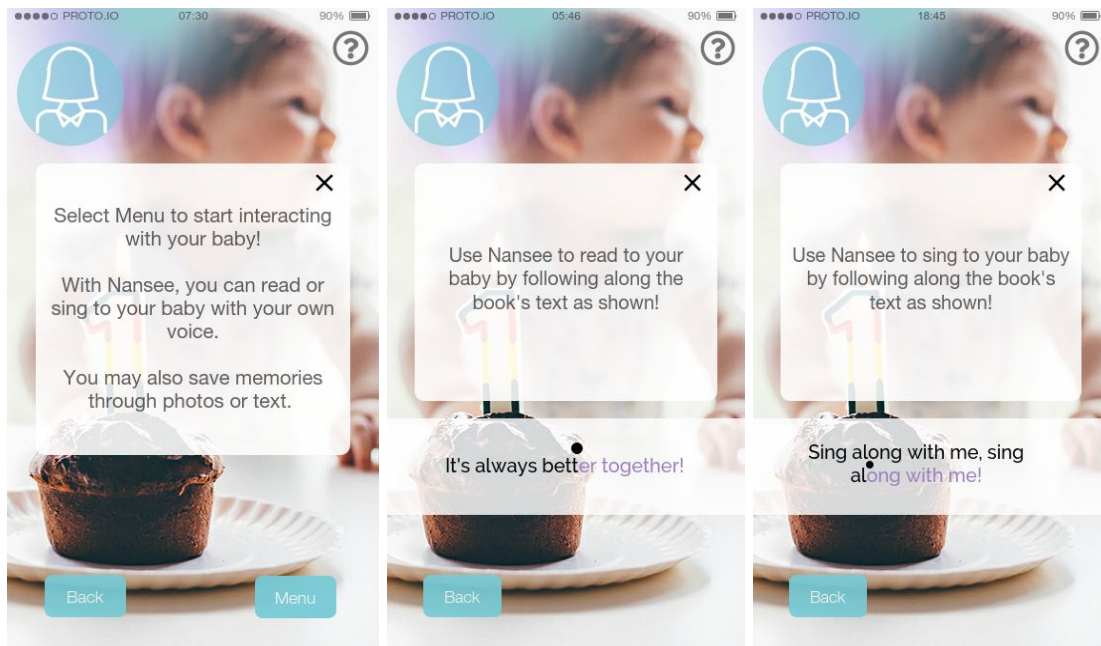 PROTO.IO 07:30 90%
?
Select Menu to start interacting
with your baby!
With Nansee, you can read or
sing to your baby with your own
voice.
You may also save memories
through photos or text.
Back
Menu
PROTO.IO 05:46 90%
?
Use Nansee to read to your
baby by following along the
book's text as shown!
It's always better together!
Back
PROTO.IO 18:45 90%
?
Use Nansee to sing to your baby
by following along the book's
text as shown!
Sing along with me, sing
along with me!
Back